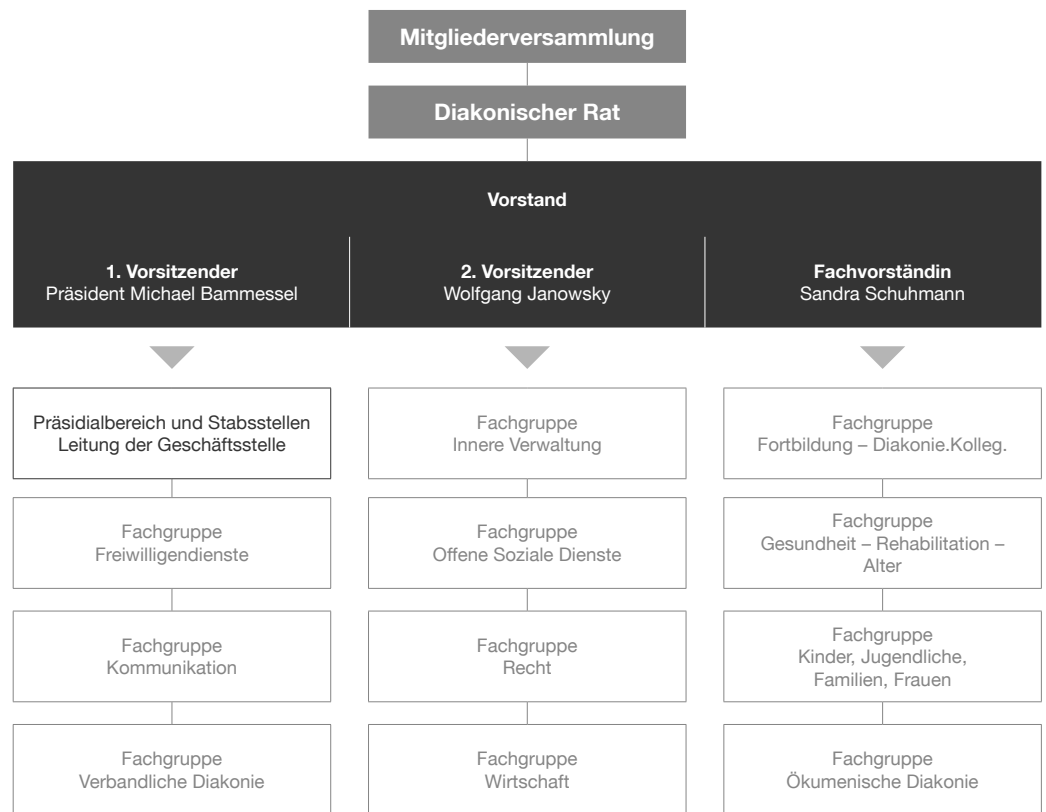 Mitgliederversammlung
Diakonischer Rat
Vorstand
1. Vorsitzender
Präsident Michael Bammessel
2. Vorsitzender
Wolfgang Janowsky
Fachvorständin
Sandra Schuhmann
Präsidialbereich und Stabsstellen
Leitung der Geschäftsstelle
Fachgruppe
Freiwilligendienste
Fachgruppe
Kommunikation
Fachgruppe
Verbandliche Diakonie
Fachgruppe
Innere Verwaltung
Fachgruppe
Offene Soziale Dienste
Fachgruppe
Recht
Fachgruppe
Wirtschaft
Fachgruppe
Fortbildung – Diakonie.Kolleg.
Fachgruppe
Gesundheit – Rehabilitation –
Alter
Fachgruppe
Kinder, Jugendliche,
Familien, Frauen
Fachgruppe
Ökumenische Diakonie